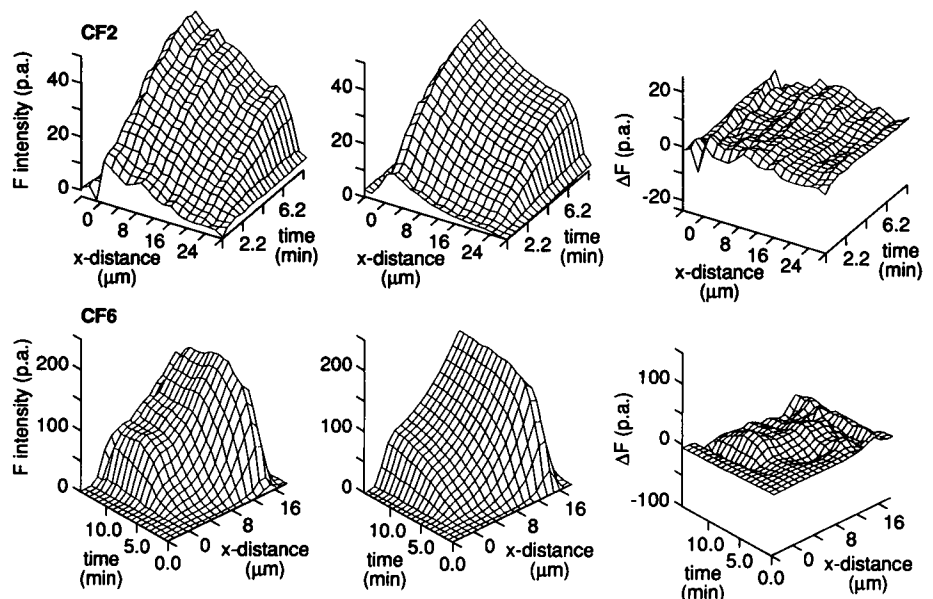 CF2
F intensity (p.a.)
40
20
0
0
8
16
24
x-distance
(μm)
2.2
6.2
time
(min)
40
20
0
0
8
16
24
x-distance
(μm)
2.2
6.2
time
(min)
ΔF (p.a.)
20
0
-20
0
8
16
24
x-distance
(μm)
2.2
6.2
time
(min)
CF6
F intensity (p.a.)
200
100
0
10.0
5.0
0.0
time
(min)
0
8
16
x-distance
(μm)
200
100
0
10.0
5.0
0.0
time
(min)
0
8
16
x-distance
(μm)
ΔF (p.a.)
100
0
-100
10.0
5.0
0.0
time
(min)
0
8
16
x-distance
(μm)